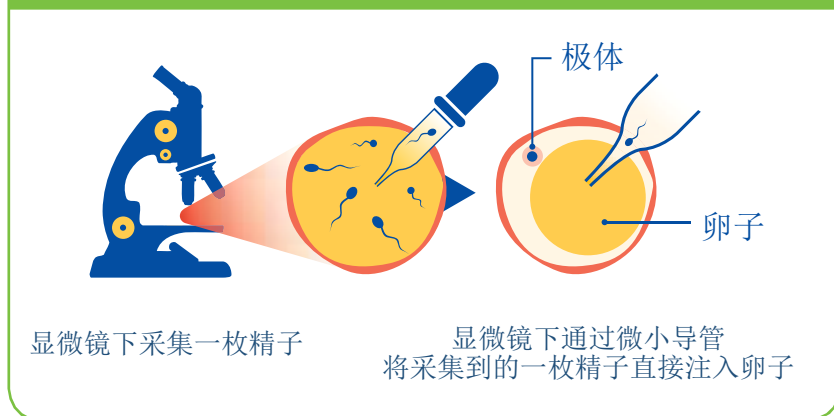 极体
卵子
显微镜下采集一枚精子
显微镜下通过微小导管
将采集到的一枚精子直接注入卵子